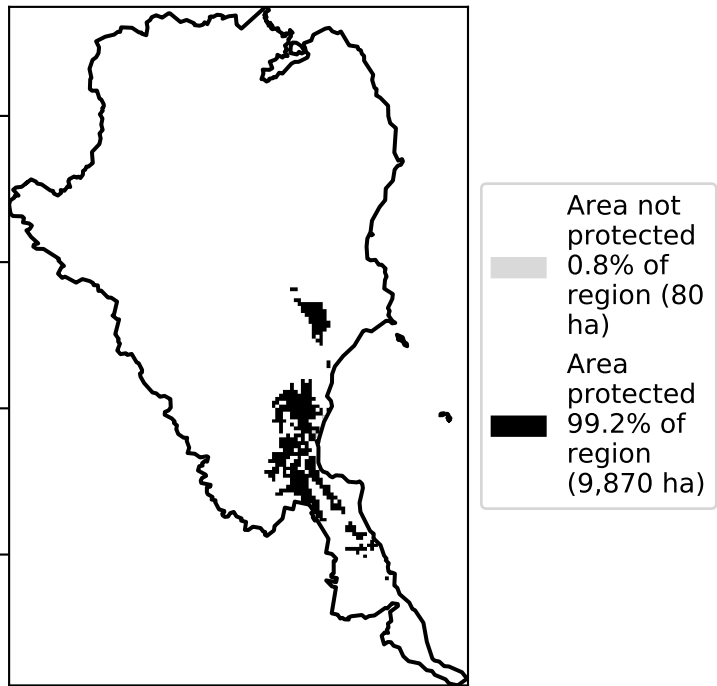 Area not
protected
0.8% of
region (80
ha)
Area
protected
99.2% of
region
(9,870 ha)